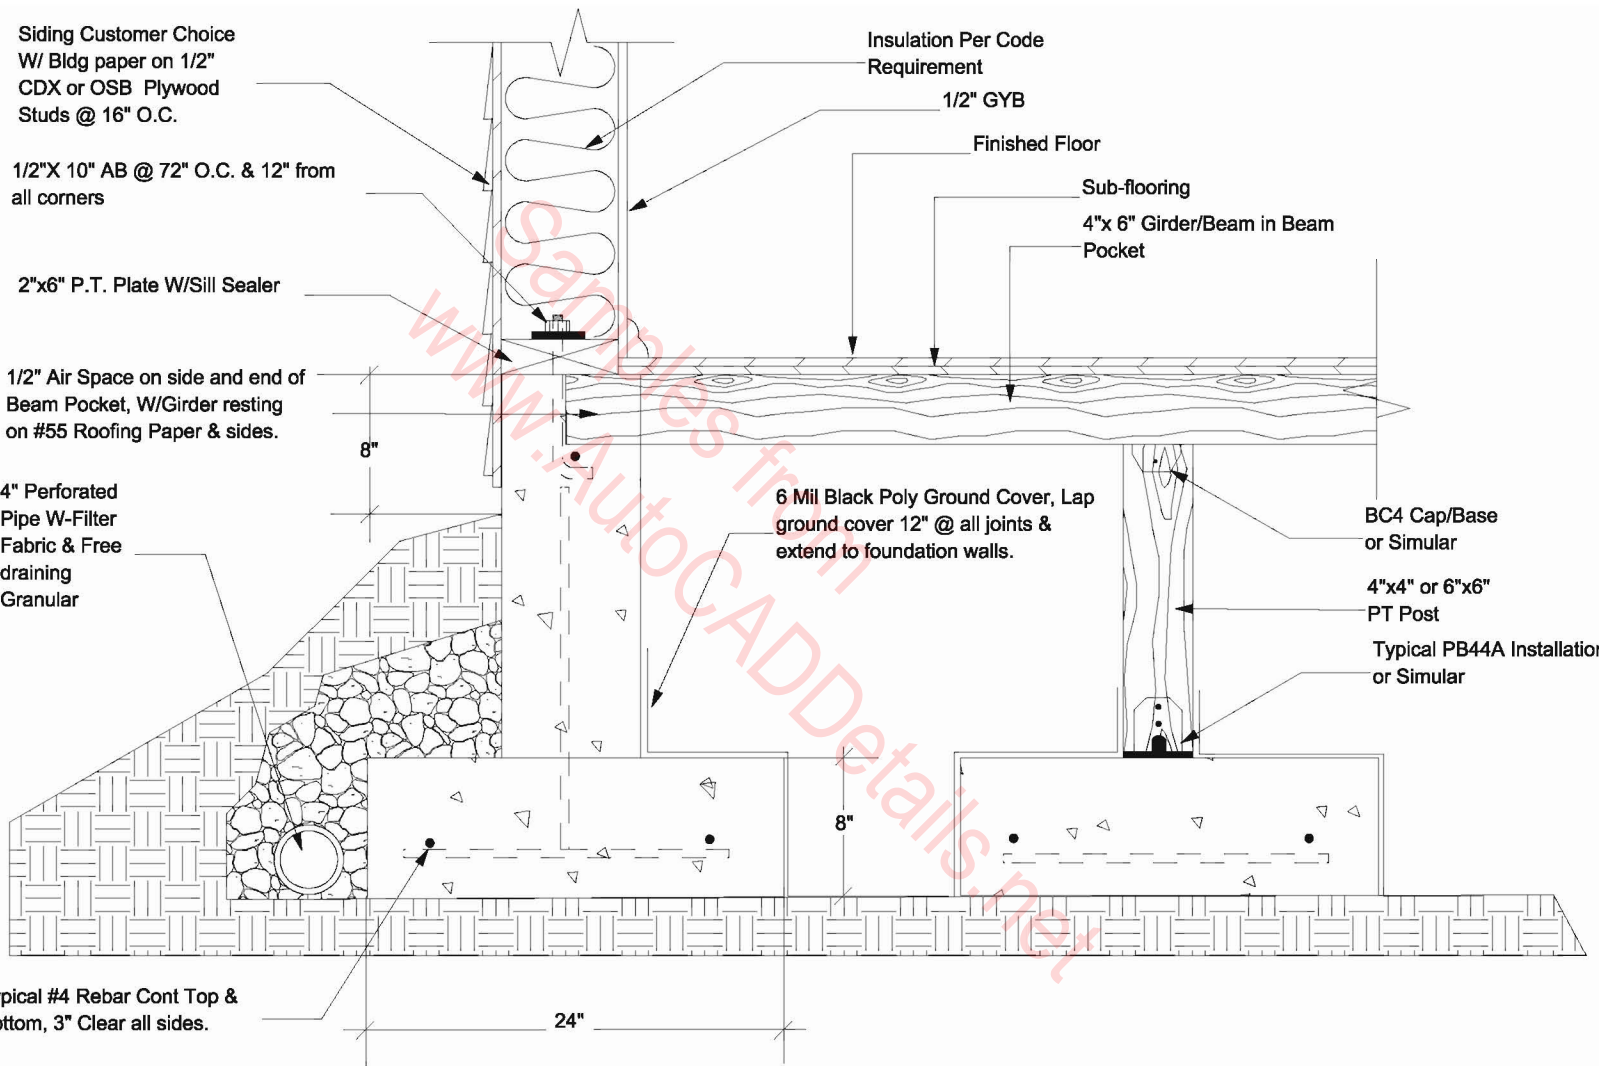 Siding Customer Choice
W/ Bldg paper on 1/2"
CDX or OSB Plywood
Studs @ 16" O.C.
1/2"X 10" AB @ 72" O.C. & 12" from
all corners
2"x6" P.T. Plate W/Sill Sealer
1/2" Air Space on side and end of
Beam Pocket, W/Girder resting
on #55 Roofing Paper & sides.
8"
4" Perforated
Pipe W-Filter
Fabric & Free
draining
Granular
Insulation Per Code
Requirement
1/2" GYB
Finished Floor
Sub-flooring
4"x 6" Girder/Beam in Beam
Pocket
6 Mil Black Poly Ground Cover, Lap
ground cover 12" @ all joints &
extend to foundation walls.
BC4 Cap/Base
or Simular
4"x4" or 6"x6"
PT Post
Typical PB44A Installation
or Simular
8"
ypical #4 Rebar Cont Top &
ottom, 3" Clear all sides.
24"
Samples from
www.AutoCADDetails.net